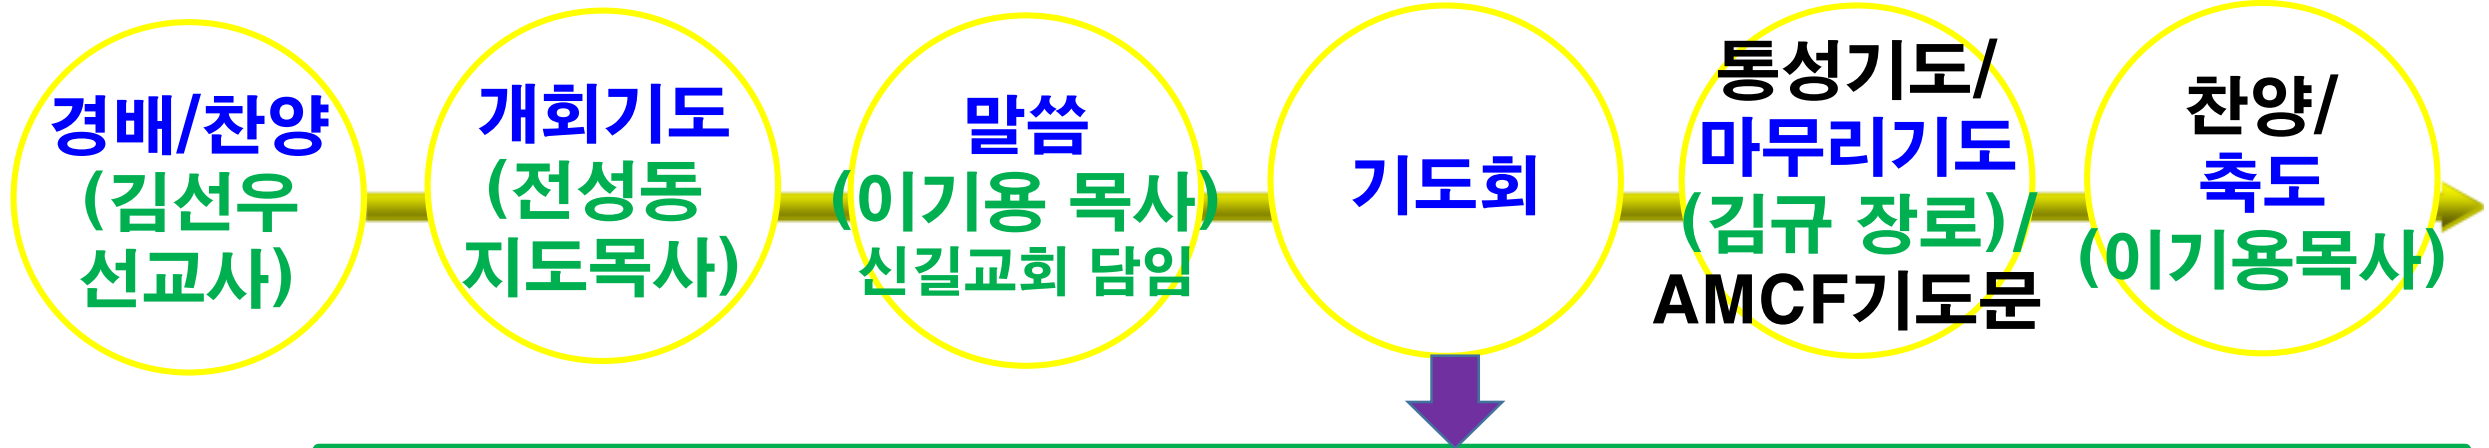 경배/찬양
(김선우
선교사)
개회기도
(전성동
지도목사)
말씀
(이기용 목사)
신길교회 담임
기도회
통성기도/
마무리기도
(김규 장로)/
AMCF기도문
찬양/
축도
(이기용목사)